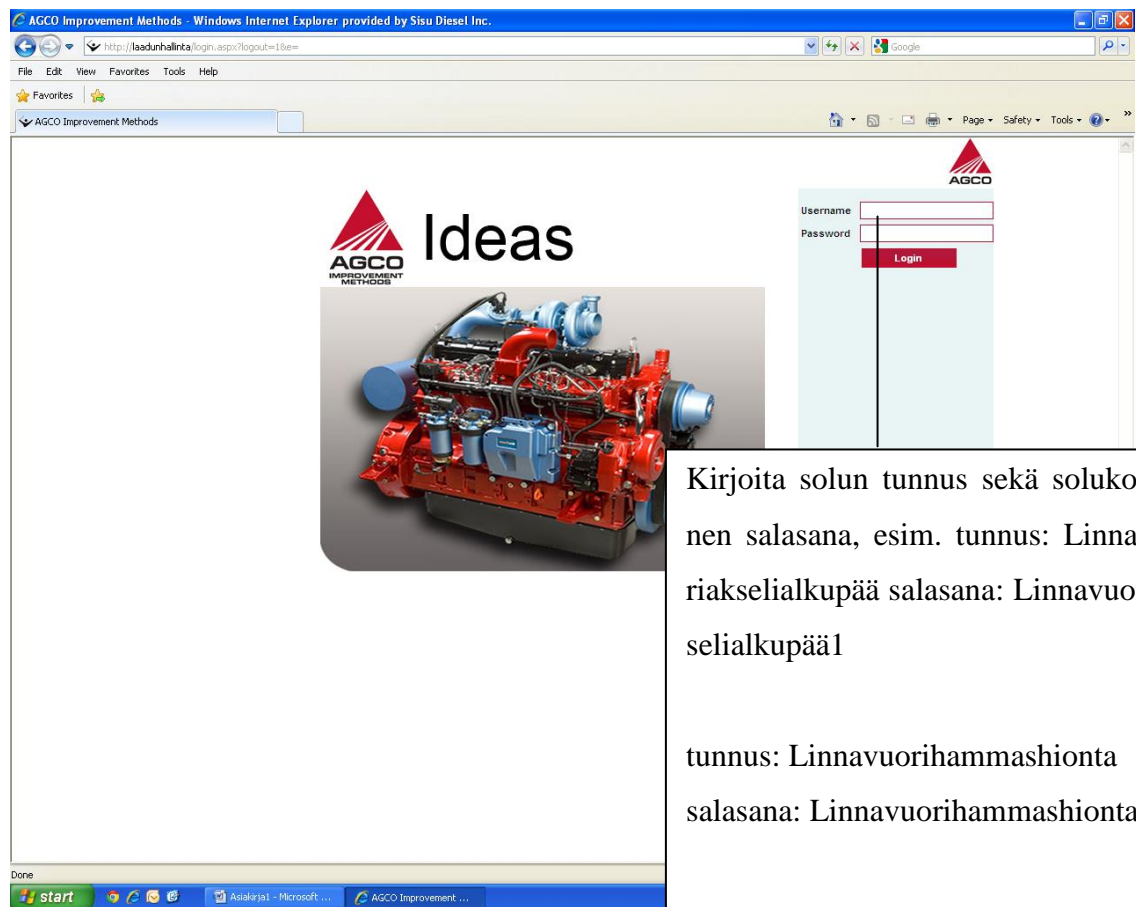 AGCO Improvement Methods - Windows Internet Explorer provided by Sisu Diesel Inc.
http://laadunhallinta/login.aspx?logout=1&e=
Google
File Edit View Favorites Tools Help
Favorites
AGCO Improvement Methods
Page Safety Tools
AGCO
Username
Password
Login
AGCO
IMPROVEMENT
METHODS
Ideas
Kirjoita solun tunnus sekä soluko
nen salasana, esim. tunnus: Linna
riakselialkupää salasana: Linnavuo
selialkupää1
tunnus: Linnavuorihammashionta
salasana: Linnavuorihammashionta
Done
start
Asiakirja1 - Microsoft ...
AGCO Improvement ...